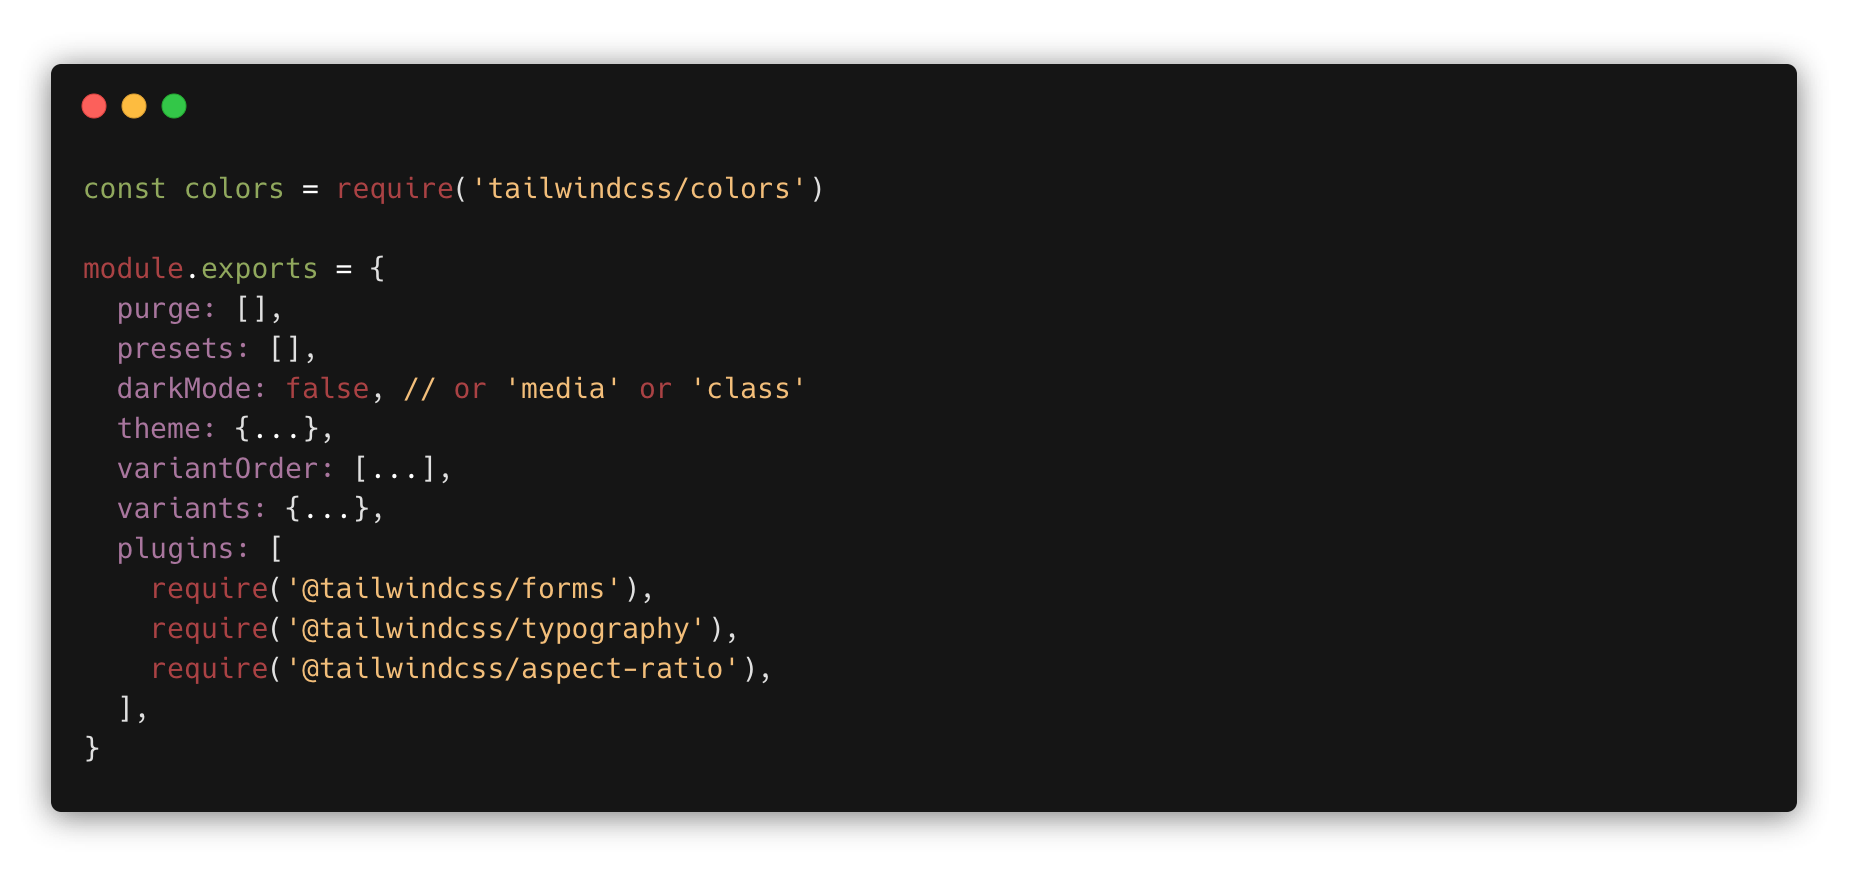 const colors = require('tailwindcss/colors')

module.exports = {
  purge: [],
  presets: [],
  darkMode: false, // or 'media' or 'class'
  theme: {...},
  variantOrder: [...],
  variants: {...},
  plugins: [
    require('@tailwindcss/forms'),
    require('@tailwindcss/typography'),
    require('@tailwindcss/aspect-ratio'),
  ],
}